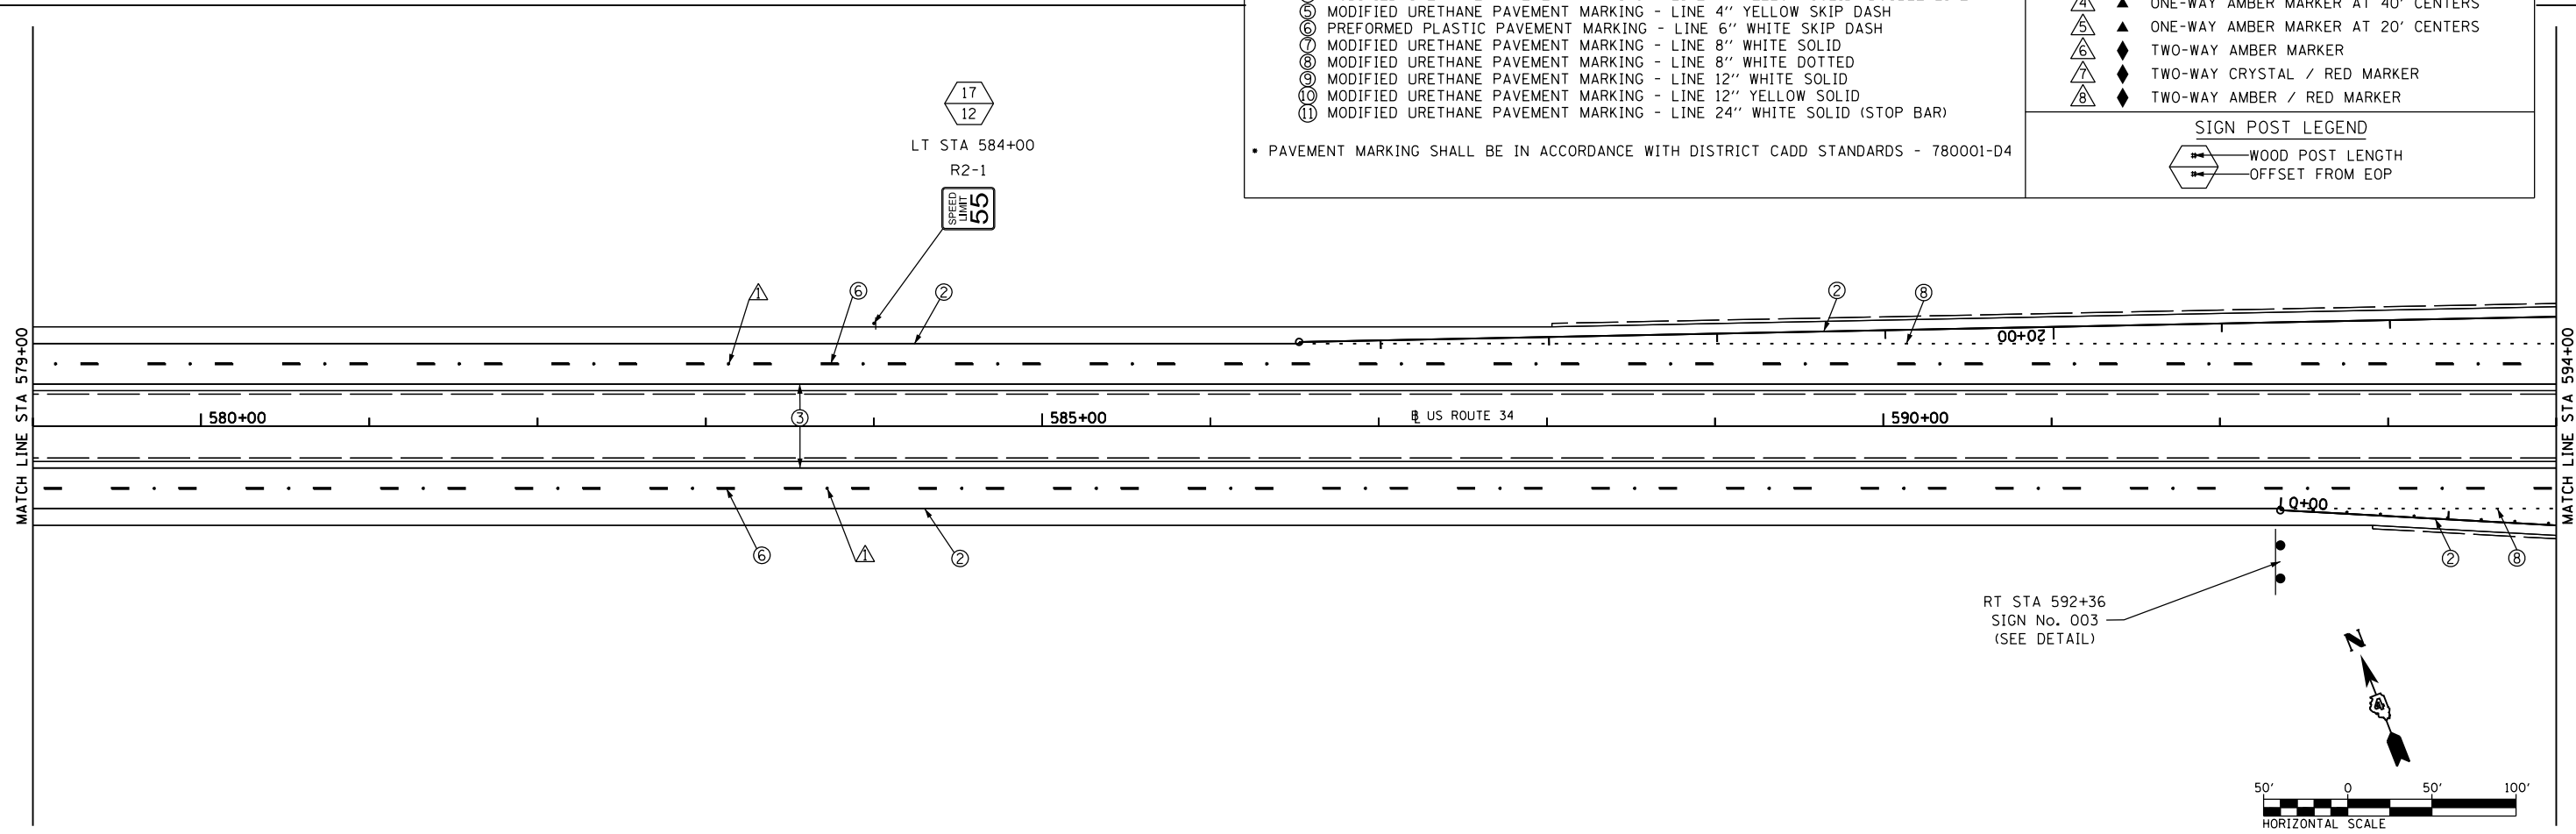 ⑤ MODIFIED URETHANE PAVEMENT MARKING - LINE 4'' YELLOW SKIP DASH
⑥ PREFORMED PLASTIC PAVEMENT MARKING - LINE 6'' WHITE SKIP DASH
⑦ MODIFIED URETHANE PAVEMENT MARKING - LINE 8'' WHITE SOLID
⑧ MODIFIED URETHANE PAVEMENT MARKING - LINE 8'' WHITE DOTTED
⑨ MODIFIED URETHANE PAVEMENT MARKING - LINE 12'' WHITE SOLID
⑩ MODIFIED URETHANE PAVEMENT MARKING - LINE 12'' YELLOW SOLID
⑪ MODIFIED URETHANE PAVEMENT MARKING - LINE 24'' WHITE SOLID (STOP BAR)
* PAVEMENT MARKING SHALL BE IN ACCORDANCE WITH DISTRICT CADD STANDARDS - 780001-D4
4 ▲ ONE-WAY AMBER MARKER AT 40' CENTERS
5 ▲ ONE-WAY AMBER MARKER AT 20' CENTERS
6 ◆ TWO-WAY AMBER MARKER
7 ◆ TWO-WAY CRYSTAL / RED MARKER
8 ◆ TWO-WAY AMBER / RED MARKER
SIGN POST LEGEND
# WOOD POST LENGTH
# OFFSET FROM EOP
17
12
LT STA 584+00
R2-1
SPEED
LIMIT
55
1
⑥
②
②
⑧
20+00
MATCH LINE STA 579+00
MATCH LINE STA 594+00
580+00
③
585+00
℄ US ROUTE 34
590+00
0+00
⑥
1
②
②
⑧
RT STA 592+36
SIGN No. 003
(SEE DETAIL)
N
50' 0 50' 100'
HORIZONTAL SCALE